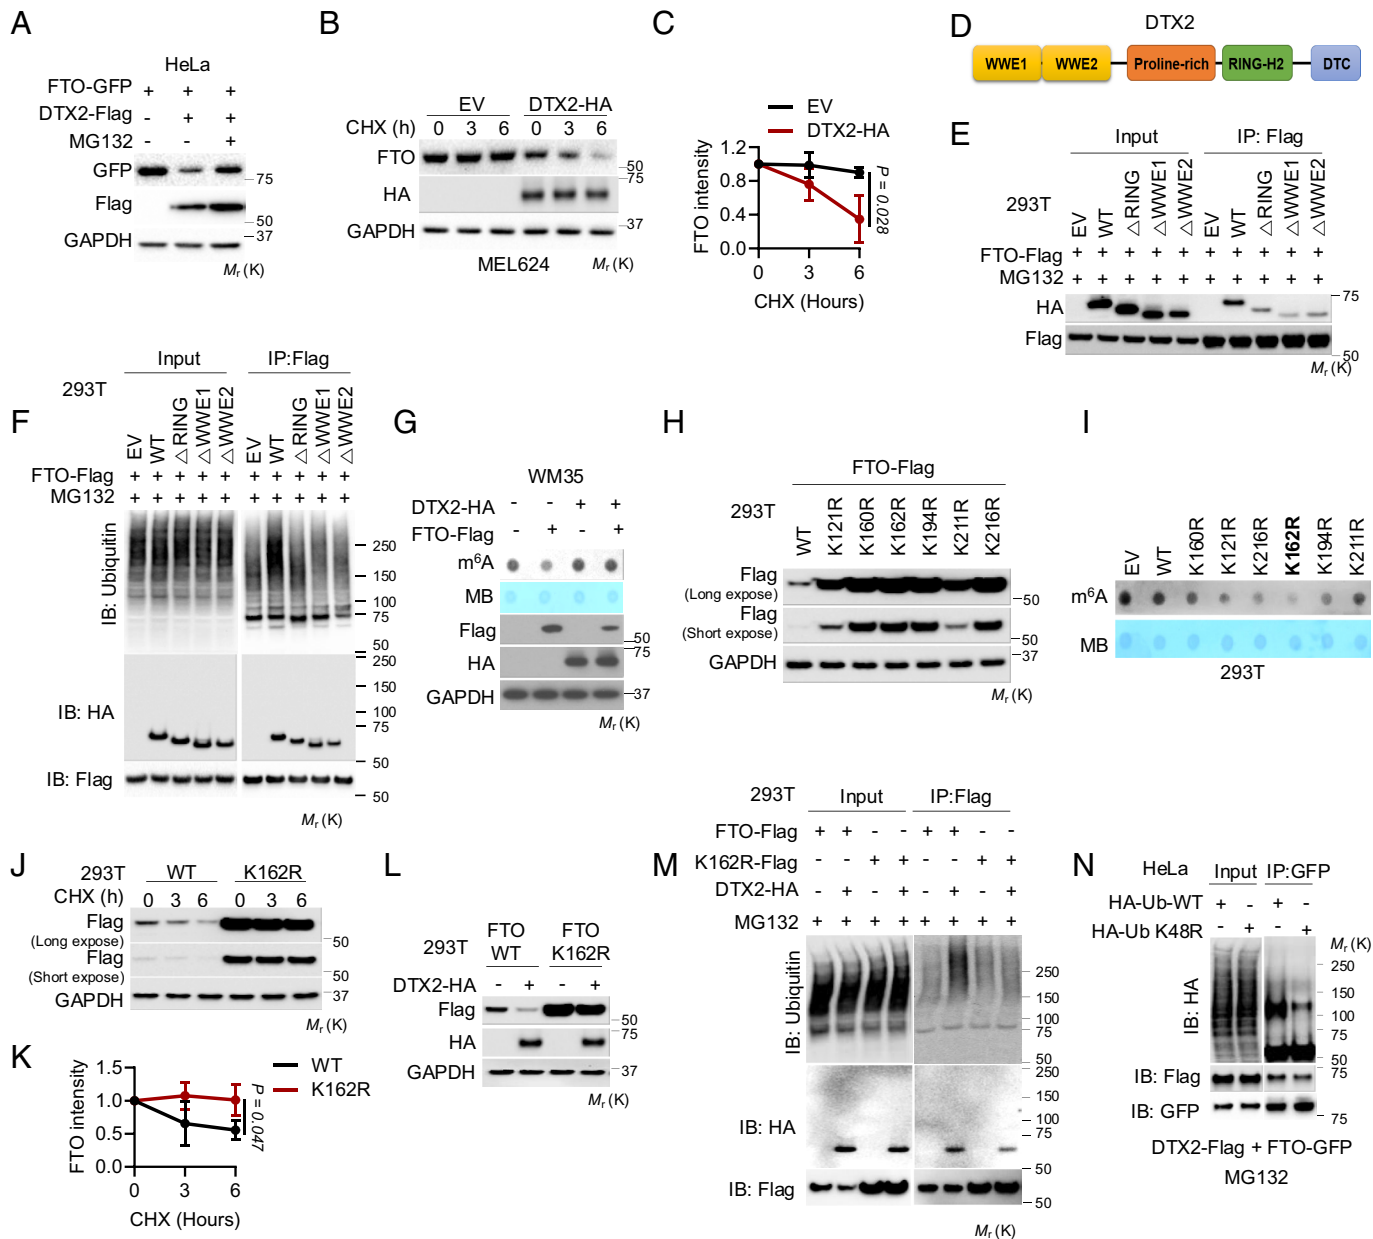 A
HeLa
FTO-GFP + + +
DTX2-Flag - + +
MG132 - - +
GFP
75
Flag
50
GAPDH
37
Mr (K)
B
EV DTX2-HA
CHX (h) 0 3 6 0 3 6
FTO
50
75
HA
GAPDH
37
MEL624 Mr (K)
C
EV
DTX2-HA
FTO intensity
1.2
0.8
0.4
0.0
0 3 6
P = 0.028
CHX (Hours)
D
DTX2
WWE1 WWE2 Proline-rich RING-H2 DTC
E
Input IP: Flag
293T EV WT △RING △WWE1 △WWE2 EV WT △RING △WWE1 △WWE2
FTO-Flag + + + + + + + + + +
MG132 + + + + + + + + + +
HA
75
Flag
50
Mr (K)
F
Input IP:Flag
293T
EV WT △RING △WWE1 △WWE2 EV WT △RING △WWE1 △WWE2
FTO-Flag + + + + + + + + + +
MG132 + + + + + + + + + +
IB: Ubiquitin
250
150
100
75
50
IB: HA
250
150
100
75
50
IB: Flag
50
Mr (K)
G
WM35
DTX2-HA - - + +
FTO-Flag - + - +
m6A
MB
Flag
50
75
HA
GAPDH
37
Mr (K)
H
FTO-Flag
293T WT K121R K160R K162R K194R K211R K216R
Flag
(Long expose)
50
Flag
(Short expose)
50
GAPDH
37
Mr (K)
I
EV WT K160R K121R K216R K162R K194R K211R
m6A
MB
293T
J
293T WT K162R
CHX (h) 0 3 6 0 3 6
Flag
(Long expose)
50
Flag
(Short expose)
50
GAPDH
37
Mr (K)
K
WT
K162R
FTO intensity
1.5
1.0
0.5
0.0
0 3 6
P = 0.047
CHX (Hours)
L
293T FTO WT FTO K162R
DTX2-HA - + - +
Flag
50
75
HA
GAPDH
37
Mr (K)
M
293T Input IP:Flag
FTO-Flag + + - - + + - -
K162R-Flag - - + + - - + +
DTX2-HA - + - + - + - +
MG132 + + + + + + + +
IB: Ubiquitin
250
150
100
75
50
IB: HA
250
150
100
75
50
IB: Flag
50
Mr (K)
N
HeLa Input IP:GFP
HA-Ub-WT + - + -
HA-Ub K48R - + - +
Mr (K)
IB: HA
250
150
100
75
50
IB: Flag
75
IB: GFP
75
DTX2-Flag + FTO-GFP
MG132